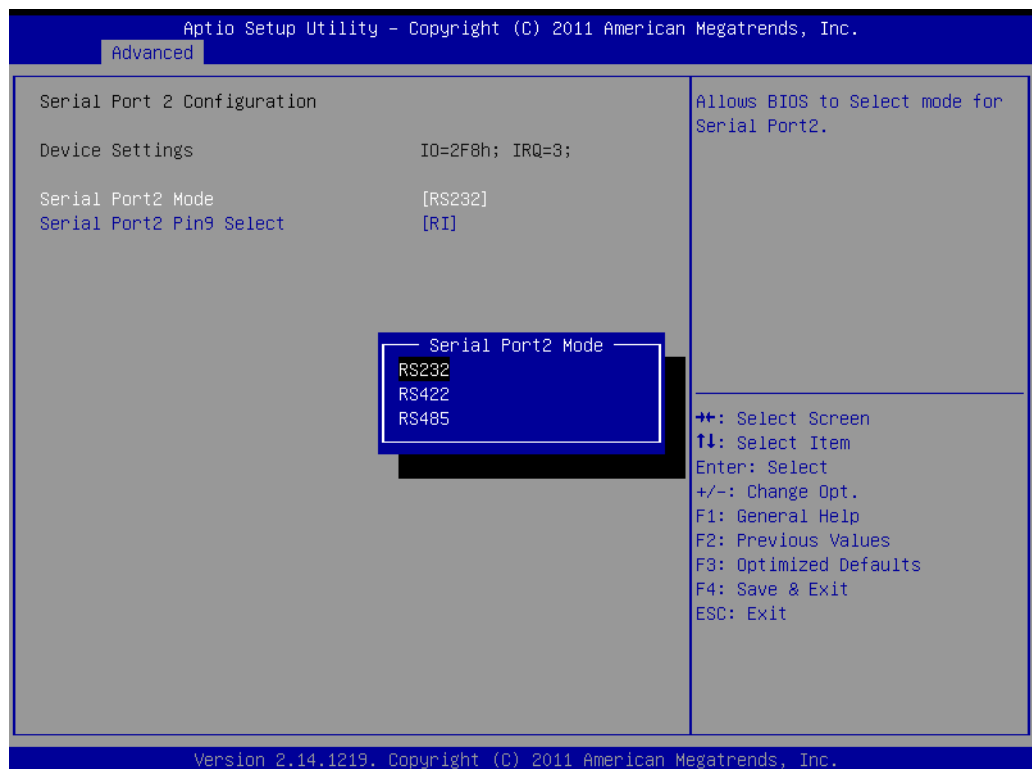 Aptio Setup Utility – Copyright (C) 2011 American Megatrends, Inc.
Advanced
Serial Port 2 Configuration
Device Settings IO=2F8h; IRQ=3;
Serial Port2 Mode [RS232]
Serial Port2 Pin9 Select [RI]
Serial Port2 Mode
RS232
RS422
RS485
Allows BIOS to Select mode for
Serial Port2.
→←: Select Screen
↑↓: Select Item
Enter: Select
+/-: Change Opt.
F1: General Help
F2: Previous Values
F3: Optimized Defaults
F4: Save & Exit
ESC: Exit
Version 2.14.1219. Copyright (C) 2011 American Megatrends, Inc.